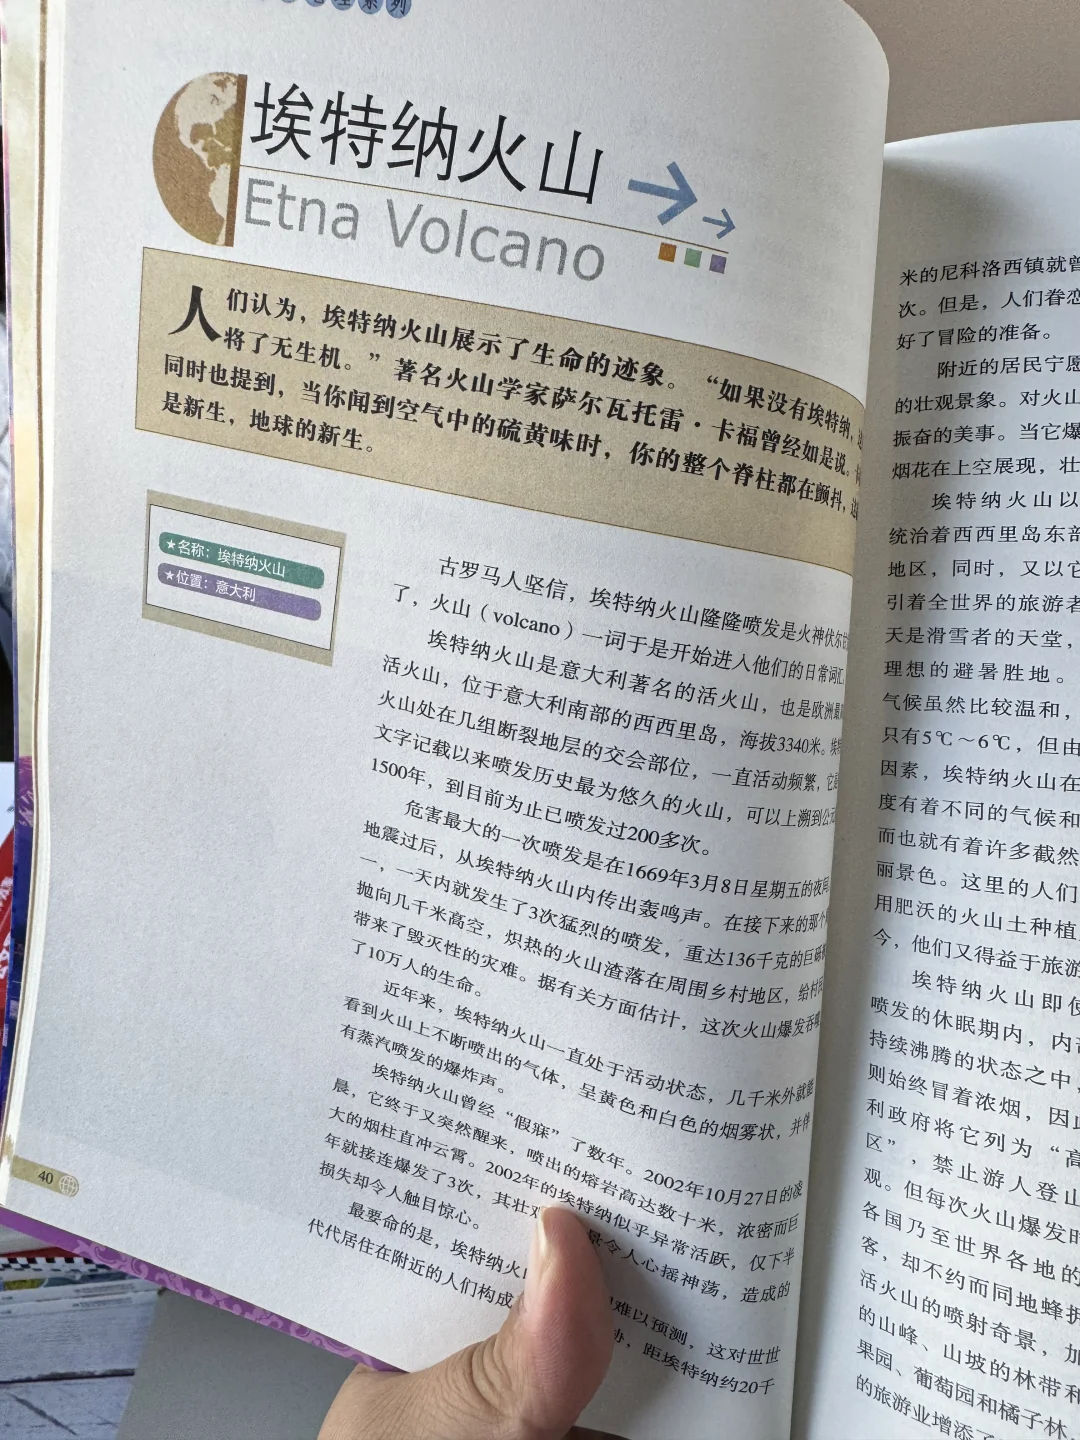 系列
埃特纳火山
Etna Volcano
人们认为，埃特纳火山展示了生命的迹象。“如果没有埃特纳，
将了无生机。”著名火山学家萨尔瓦托雷·卡福曾经如是说。
同时也提到，当你闻到空气中的硫黄味时，你的整个脊柱都在颤抖，
是新生，地球的新生。
★名称：埃特纳火山
★位置：意大利
古罗马人坚信，埃特纳火山隆隆喷发是火神伏尔
了，火山（volcano）一词于是开始进入他们的日常词汇
埃特纳火山是意大利著名的活火山，也是欧洲最
活火山，位于意大利南部的西西里岛，海拔3340米。
火山处在几组断裂地层的交会部位，一直活动频繁，它
文字记载以来喷发历史最为悠久的火山，可以上溯到公元
1500年，到目前为止已喷发过200多次。
危害最大的一次喷发是在1669年3月8日星期五的夜间
地震过后，从埃特纳火山内传出轰鸣声。在接下来的那个
一，一天内就发生了3次猛烈的喷发，重达136千克的巨砾
抛向几千米高空，炽热的火山渣落在周围乡村地区，给村
带来了毁灭性的灾难。据有关方面估计，这次火山爆发吞
了10万人的生命。
近年来，埃特纳火山一直处于活动状态，几千米外就能
看到火山上不断喷出的气体，呈黄色和白色的烟雾状，并伴
有蒸汽喷发的爆炸声。
埃特纳火山曾经“假寐”了数年。2002年10月27日的凌
晨，它终于又突然醒来，喷出的熔岩高达数十米，浓密而巨
大的烟柱直冲云霄。2002年的埃特纳似乎异常活跃，仅下半
年就接连爆发了3次，其壮 景令人心摇神荡，造成的
损失却令人触目惊心。
最要命的是，埃特纳火山 难以预测，这对世世
代代居住在附近的人们构成 ，距埃特纳约20千
40
米的尼科洛西镇就曾
次。但是，人们眷恋
好了冒险的准备。
附近的居民宁愿
的壮观景象。对火山
振奋的美事。当它爆
烟花在上空展现，壮
埃特纳火山以
统治着西西里岛东部
地区，同时，又以它
引着全世界的旅游者
天是滑雪者的天堂，
理想的避暑胜地。
气候虽然比较温和，
只有5℃～6℃，但由
因素，埃特纳火山在
度有着不同的气候和
而也就有着许多截然
丽景色。这里的人们
用肥沃的火山土种植
今，他们又得益于旅游
埃特纳火山即使
喷发的休眠期内，内
持续沸腾的状态之中，
则始终冒着浓烟，因此
利政府将它列为“高
区”，禁止游人登山
观。但每次火山爆发时
各国乃至世界各地的
客，却不约而同地蜂拥
活火山的喷射奇景，加
的山峰、山坡的林带和
果园、葡萄园和橘子林，
的旅游业增添了